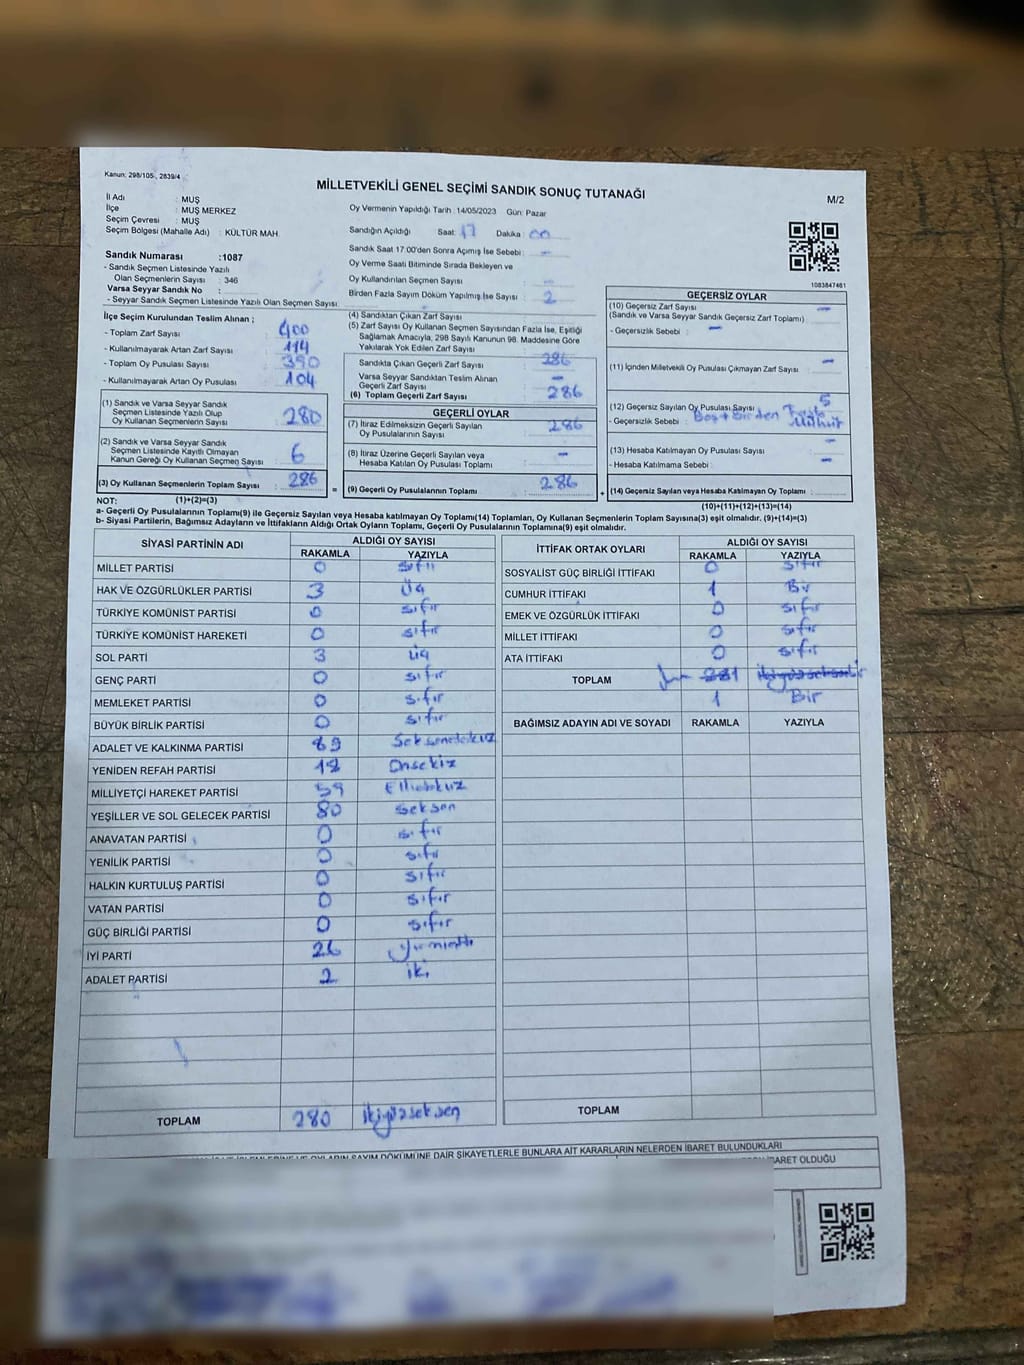 Kanun: 298/105-, 2839/4
MİLLETVEKİLİ GENEL SEÇİMİ SANDIK SONUÇ TUTANAĞI
M/2
İl Adı : MUŞ
İlçe : MUŞ MERKEZ
Seçim Çevresi : MUŞ
Seçim Bölgesi (Mahalle Adı) : KÜLTÜR MAH.
Oy Vermenin Yapıldığı Tarih : 14/05/2023 Gün: Pazar
Sandığın Açıldığı Saat: 17 Dakika: 00
Sandık Saat 17:00'den Sonra Açımış İse Sebebi : —
Oy Verme Saati Bitiminde Sırada Bekleyen ve
Oy Kullandırılan Seçmen Sayısı : —
Birden Fazla Sayım Döküm Yapılmış İse Sayısı : 2
1083847461
Sandık Numarası :1087
- Sandık Seçmen Listesinde Yazılı
Olan Seçmenlerin Sayısı : 346
Varsa Seyyar Sandık No :
- Seyyar Sandık Seçmen Listesinde Yazılı Olan Seçmen Sayısı:
İlçe Seçim Kurulundan Teslim Alınan ;
- Toplam Zarf Sayısı : 400
- Kullanılmayarak Artan Zarf Sayısı : 114
- Toplam Oy Pusulası Sayısı : 390
- Kullanılmayarak Artan Oy Pusulası : 104
(1) Sandık ve Varsa Seyyar Sandık
Seçmen Listesinde Yazılı Olup
Oy Kullanan Seçmenlerin Sayısı : 280
(2) Sandık ve Varsa Seyyar Sandık
Seçmen Listesinde Kayıtlı Olmayan
Kanun Gereği Oy Kullanan Seçmen Sayısı : 6
(3) Oy Kullanan Seçmenlerin Toplam Sayısı : 286
(4) Sandıktan Çıkan Zarf Sayısı :
(5) Zarf Sayısı Oy Kullanan Seçmen Sayısından Fazla İse, Eşitliği
Sağlamak Amacıyla, 298 Sayılı Kanunun 98. Maddesine Göre
Yakılarak Yok Edilen Zarf Sayısı :
Sandıkta Çıkan Geçerli Zarf Sayısı : 286
Varsa Seyyar Sandıktan Teslim Alınan
Geçerli Zarf Sayısı : —
(6) Toplam Geçerli Zarf Sayısı : 286
GEÇERLİ OYLAR
(7) İtiraz Edilmeksizin Geçerli Sayılan
Oy Pusulalarının Sayısı : 286
(8) İtiraz Üzerine Geçerli Sayılan veya
Hesaba Katılan Oy Pusulası Toplamı : —
= (9) Geçerli Oy Pusulalarının Toplamı : 286
GEÇERSİZ OYLAR
(10) Geçersiz Zarf Sayısı : —
(Sandık ve Varsa Seyyar Sandık Geçersiz Zarf Toplamı)
- Geçersizlik Sebebi : —
(11) İçinden Milletvekili Oy Pusulası Çıkmayan Zarf Sayısı : —
(12) Geçersiz Sayılan Oy Pusulası Sayısı : 5
- Geçersizlik Sebebi : Boş + Birden Mühür
(13) Hesaba Katılmayan Oy Pusulası Sayısı : —
- Hesaba Katılmama Sebebi : —
+ (14) Geçersiz Sayılan veya Hesaba Katılmayan Oy Toplamı :
NOT: (1)+(2)=(3) (10)+(11)+(12)+(13)=(14)
a- Geçerli Oy Pusulası Toplamı(9) ile Geçersiz Sayılan veya Hesaba katılmayan Oy Toplamı(14) Toplamları, Oy Kullanan Seçmenlerin Toplam Sayısına(3) eşit olmalıdır. (9)+(14)=(3)
b- Siyasi Partilerin, Bağımsız Adayların ve İttifakların Aldığı Ortak Oyların Toplamı, Geçerli Oy Pusulalarının Toplamına(9) eşit olmalıdır.
SİYASİ PARTİNİN ADI ALDIĞI OY SAYISI
RAKAMLA YAZIYLA
MİLLET PARTİSİ 0 sıfır
HAK VE ÖZGÜRLÜKLER PARTİSİ 3 Üç
TÜRKİYE KOMÜNİST PARTİSİ 0 sıfır
TÜRKİYE KOMÜNİST HAREKETİ 0 sıfır
SOL PARTİ 3 üç
GENÇ PARTİ 0 sıfır
MEMLEKET PARTİSİ 0 sıfır
BÜYÜK BİRLİK PARTİSİ 0 sıfır
ADALET VE KALKINMA PARTİSİ 89 Seksendokuz
YENİDEN REFAH PARTİSİ 18 Onsekiz
MİLLİYETÇİ HAREKET PARTİSİ 59 Ellidokuz
YEŞİLLER VE SOL GELECEK PARTİSİ 80 Seksen
ANAVATAN PARTİSİ 0 sıfır
YENİLİK PARTİSİ 0 sıfır
HALKIN KURTULUŞ PARTİSİ 0 sıfır
VATAN PARTİSİ 0 sıfır
GÜÇ BİRLİĞİ PARTİSİ 0 sıfır
İYİ PARTİ 26 Yirmialtı
ADALET PARTİSİ 2 iki
TOPLAM 280 ikiyüzseksen
İTTİFAK ORTAK OYLARI ALDIĞI OY SAYISI
RAKAMLA YAZIYLA
SOSYALİST GÜÇ BİRLİĞİ İTTİFAKI 0 sıfır
CUMHUR İTTİFAKI 1 Bir
EMEK VE ÖZGÜRLÜK İTTİFAKI 0 sıfır
MİLLET İTTİFAKI 0 sıfır
ATA İTTİFAKI 0 sıfır
TOPLAM 281 ikiyüzseksenbir
1 Bir
BAĞIMSIZ ADAYIN ADI VE SOYADI RAKAMLA YAZIYLA
TOPLAM
OYLARIN SAYIM DÖKÜMÜNE DAİR ŞİKAYETLERLE BUNLARA AİT KARARLARIN NELERDEN İBARET BULUNDUKLARI
İBARET OLDUĞU